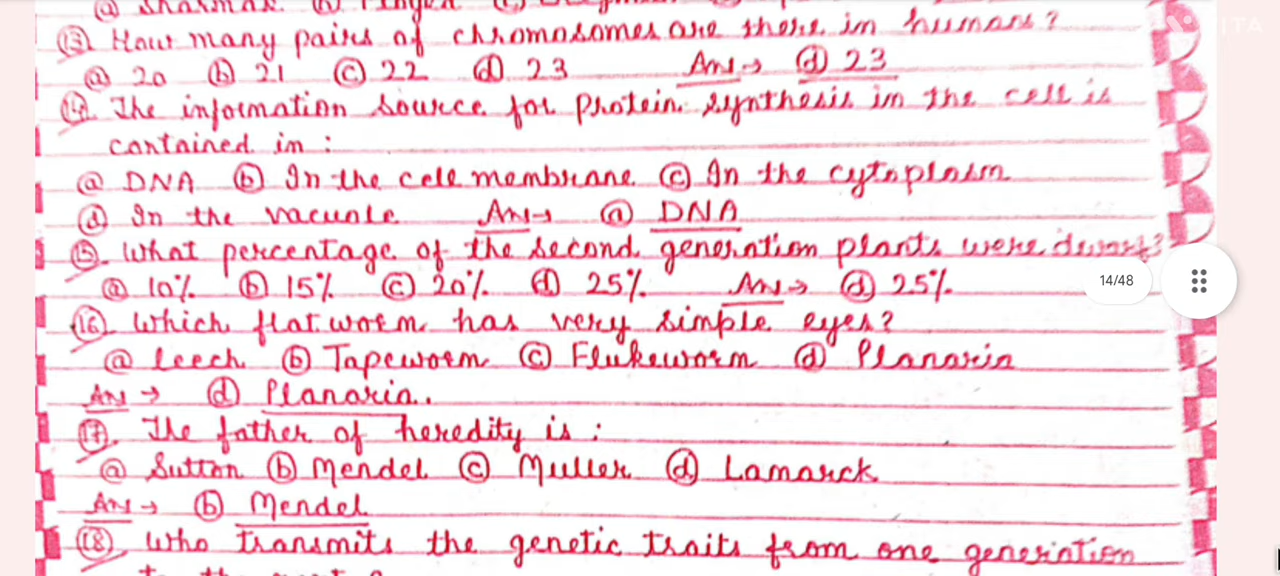 (13) How many pairs of chromosomes are there in humans?
(a) 20 (b) 21 (c) 22 (d) 23 Ans→ (d) 23
(14) The information source for protein synthesis in the cell is
contained in :
(a) DNA (b) In the cell membrane (c) In the cytoplasm
(d) In the vacuole Ans→ (a) DNA
(15) What percentage of the second generation plants were dwarf?
(a) 10% (b) 15% (c) 20% (d) 25% Ans→ (d) 25%
14/48
(16) Which flatworm has very simple eyes?
(a) Leech (b) Tapeworm (c) Flukeworm (d) Planaria
Ans → (d) Planaria.
(17) The father of heredity is :
(a) Sutton (b) Mendel (c) Muller (d) Lamarck
Ans → (b) Mendel
(18) Who transmits the genetic traits from one generation